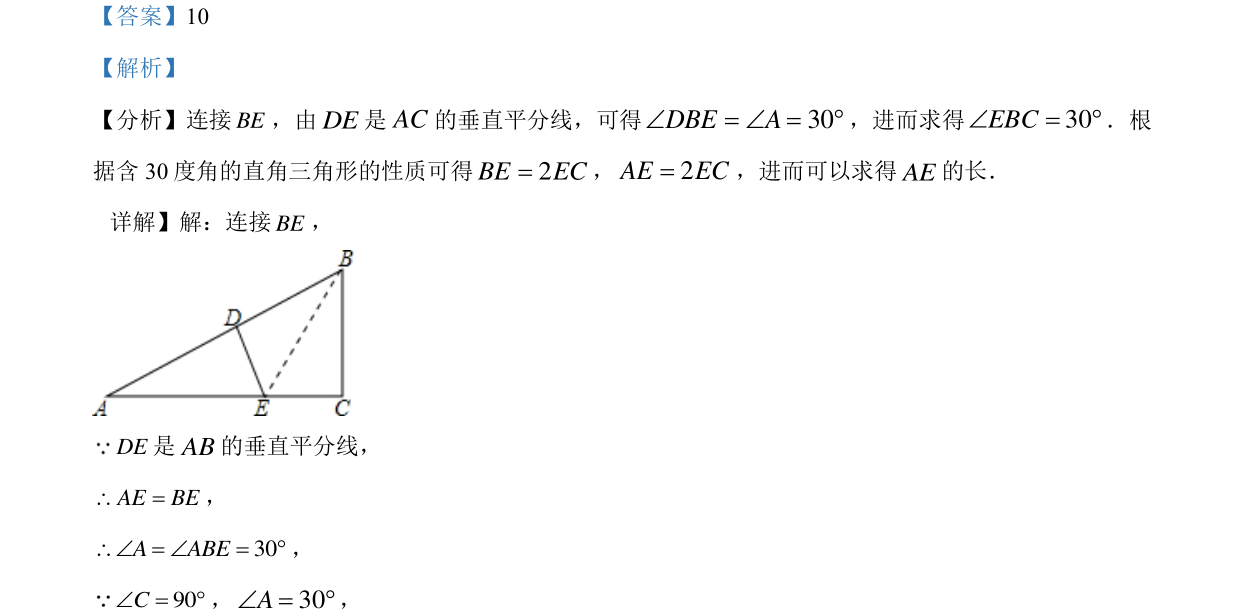 【答案】10
【解析】
【分析】连接 BE，由 DE 是 AC 的垂直平分线，可得∠DBE = ∠A = 30°，进而求得∠EBC = 30°．根
据含 30 度角的直角三角形的性质可得 BE = 2EC，AE = 2EC，进而可以求得 AE 的长．
详解】解：连接 BE，
B
D
A E C
∵ DE 是 AB 的垂直平分线，
∴ AE = BE，
∴ ∠A = ∠ABE = 30°，
∵ ∠C = 90°，∠A = 30°，